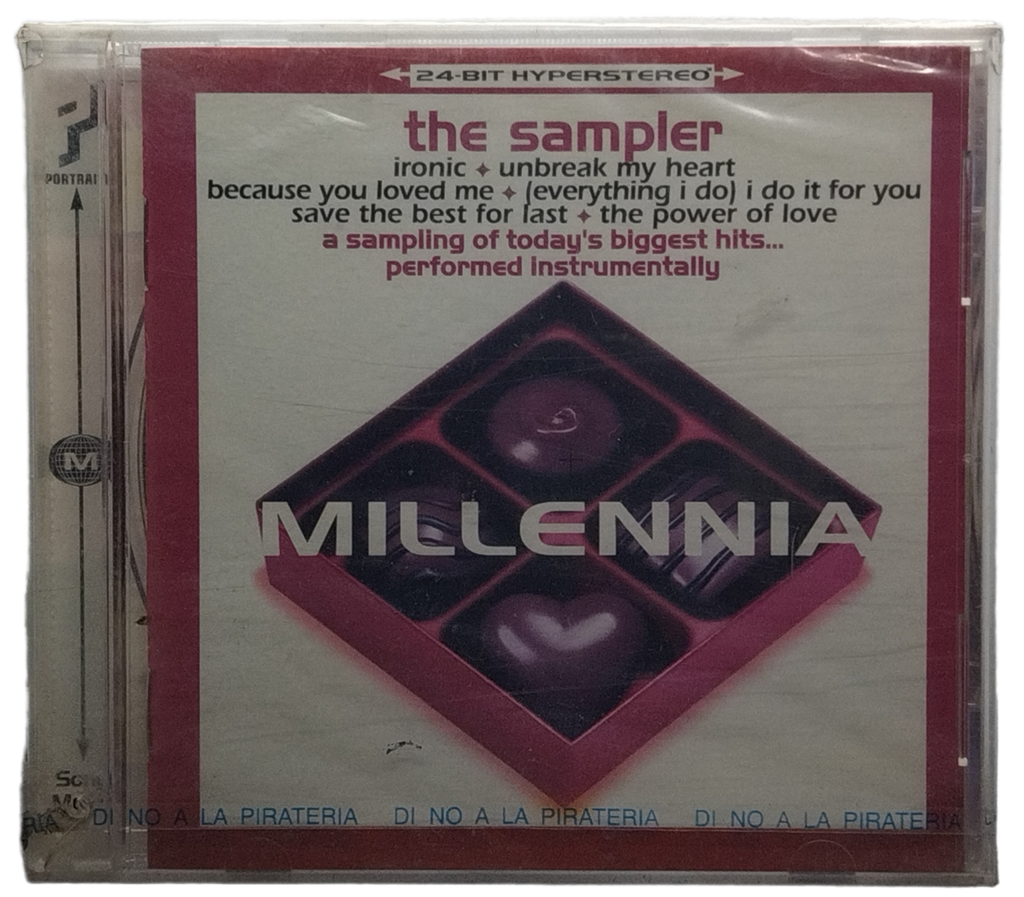 24-BIT HYPERSTEREO™
the sampler
ironic ✦ unbreak my heart
because you loved me ✦ (everything i do) i do it for you
save the best for last ✦ the power of love
a sampling of today's biggest hits...
performed instrumentally
MILLENNIA
PORTRAI
M
DI NO A LA PIRATERIA DI NO A LA PIRATERIA DI NO A LA PIRATERIA